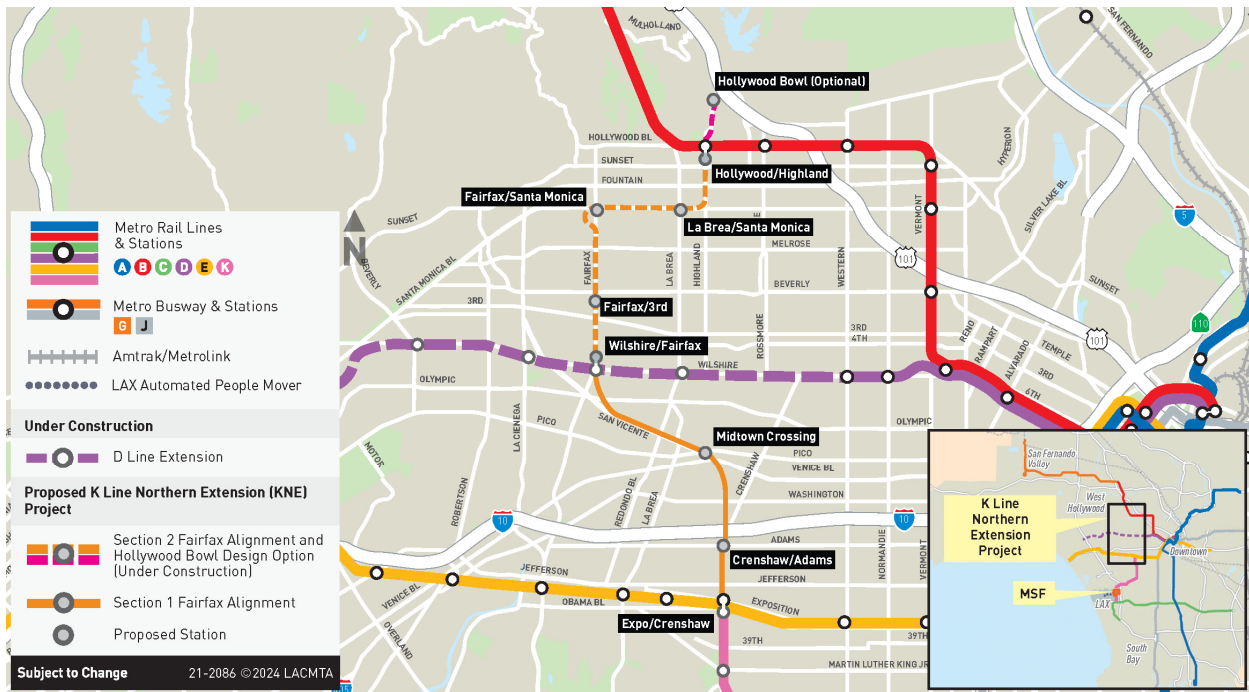 MULHOLLAND
SAN FERNANDO
Hollywood Bowl (Optional)
HOLLYWOOD BL
SUNSET
Hollywood/Highland
HYPERION
FOUNTAIN
Fairfax/Santa Monica
SILVER LAKE BL
5
SUNSET
La Brea/Santa Monica
VERMONT
N
MELROSE
101
BEVERLY
SANTA MONICA BL
FAIRFAX
LA BREA
HIGHLAND
WESTERN
BEVERLY
SUNSET
3RD
Fairfax/3rd
ROSSMORE
3RD
4TH
RENO
RAMPART
ALVARADO
TEMPLE
3RD
6TH
101
110
Wilshire/Fairfax
WILSHIRE
OLYMPIC
PICO
SAN VICENTE
LA CIENEGA
OLYMPIC
Midtown Crossing
PICO
VENICE BL
CRENSHAW
WASHINGTON
MOTOR
ROBERTSON
REDONDO BL
LA BREA
10
10
ADAMS
Crenshaw/Adams
NORMANDIE
VERMONT
JEFFERSON
JEFFERSON
VENICE BL
OBAMA BL
EXPOSITION
Expo/Crenshaw
OVERLAND
39TH
39TH
MARTIN LUTHER KING JR
Metro Rail Lines
& Stations
A B C D E K
Metro Busway & Stations
G J
Amtrak/Metrolink
LAX Automated People Mover
Under Construction
D Line Extension
Proposed K Line Northern Extension (KNE)
Project
Section 2 Fairfax Alignment and
Hollywood Bowl Design Option
(Under Construction)
Section 1 Fairfax Alignment
Proposed Station
Subject to Change 21-2086 ©2024 LACMTA
San Fernando
Valley
West
Hollywood
K Line
Northern
Extension
Project
Downtown
MSF
LAX
South
Bay